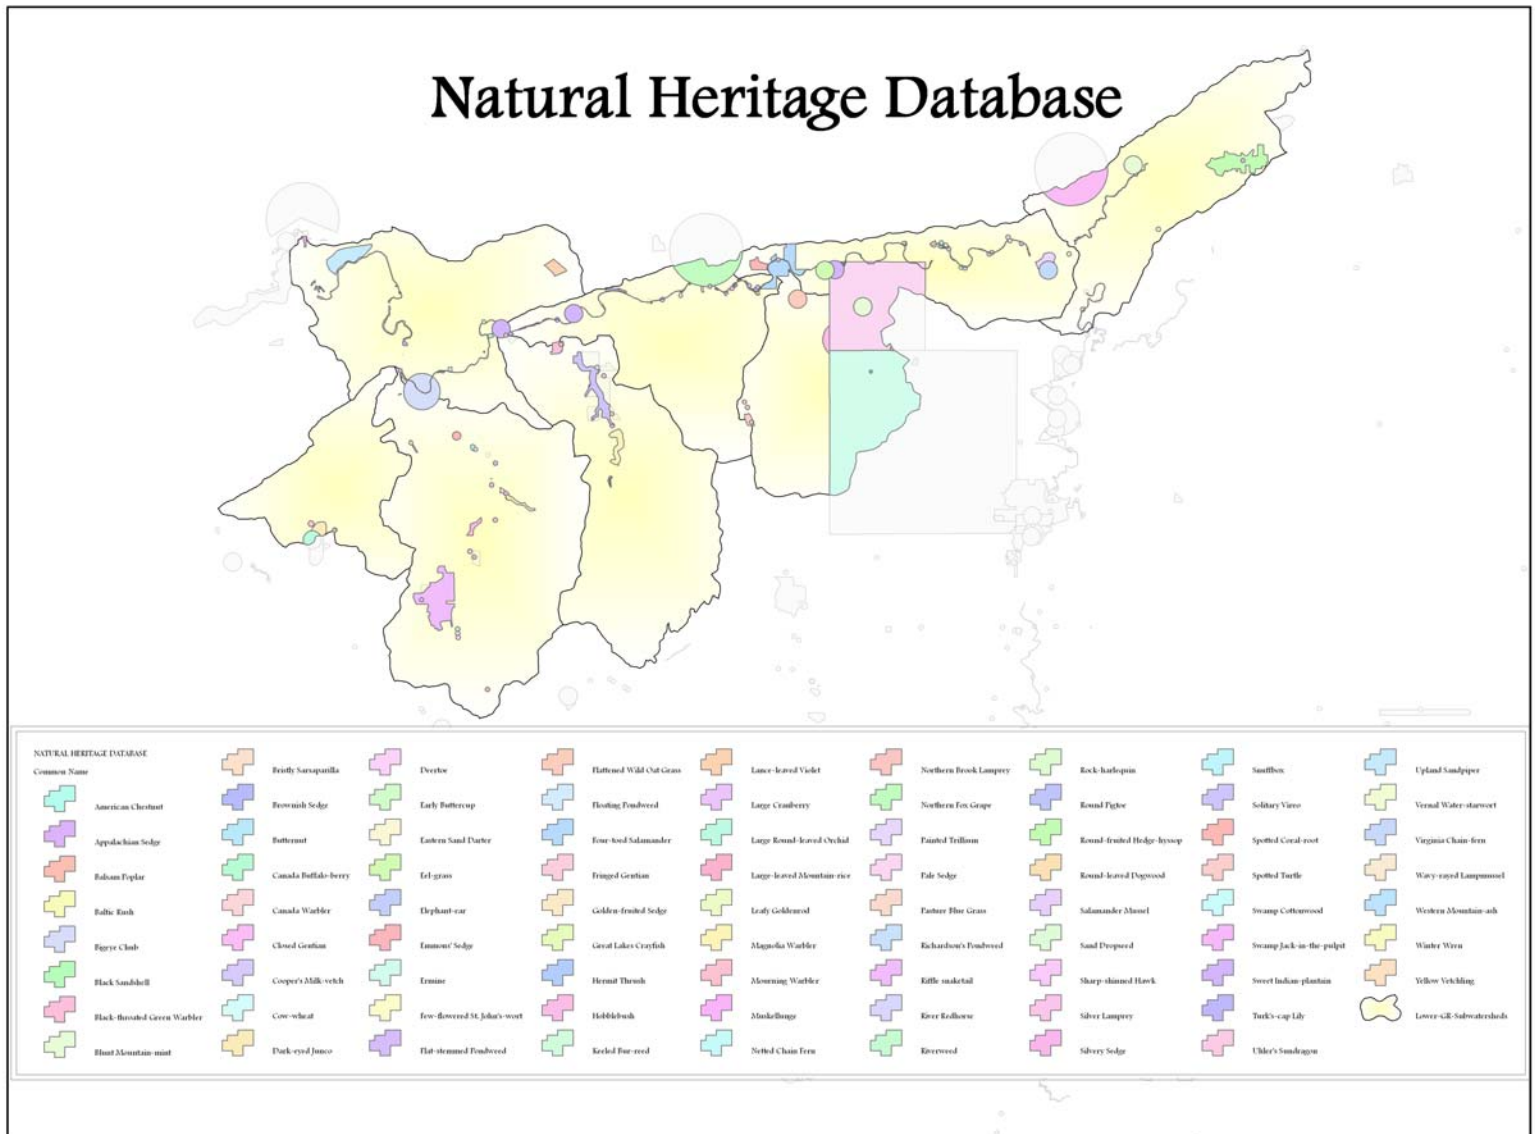 Natural Heritage Database
NATURAL HERITAGE DATABASE
Common Name
American Chestnut
Appalachian Sedge
Balsam Poplar
Baltic Rush
Bigeye Chub
Black Sandshell
Black-throated Green Warbler
Blunt Mountain-mint
Bristly Sarsaparilla
Brownish Sedge
Butternut
Canada Buffalo-berry
Canada Warbler
Closed Gentian
Cooper's Milk-vetch
Cow-wheat
Dark-eyed Junco
Deertoe
Early Buttercup
Eastern Sand Darter
Eel-grass
Elephant-ear
Emmons' Sedge
Ermine
Few-flowered St. John's-wort
Flat-stemmed Pondweed
Flattened Wild Oat Grass
Floating Pondweed
Four-toed Salamander
Fringed Gentian
Golden-fruited Sedge
Great Lakes Crayfish
Hermit Thrush
Hobblebush
Keeled Bur-reed
Lance-leaved Violet
Large Cranberry
Large Round-leaved Orchid
Large-leaved Mountain-rice
Leafy Goldenrod
Magnolia Warbler
Mourning Warbler
Muskellunge
Netted Chain Fern
Northern Brook Lamprey
Northern Fox Grape
Painted Trillium
Pale Sedge
Pasture Blue Grass
Richardson's Pondweed
Riffle snaketail
River Redhorse
Riverweed
Rock-harlequin
Round Pigtoe
Round-fruited Hedge-hyssop
Round-leaved Dogwood
Salamander Mussel
Sand Dropseed
Sharp-shinned Hawk
Silver Lamprey
Silvery Sedge
Snuffbox
Solitary Vireo
Spotted Coral-root
Spotted Turtle
Swamp Cottonwood
Swamp Jack-in-the-pulpit
Sweet Indian-plantain
Turk's-cap Lily
Uhler's Sundragon
Upland Sandpiper
Vernal Water-starwort
Virginia Chain-fern
Wavy-rayed Lampmussel
Western Mountain-ash
Winter Wren
Yellow Vetchling
Lower-GR-Subwatersheds